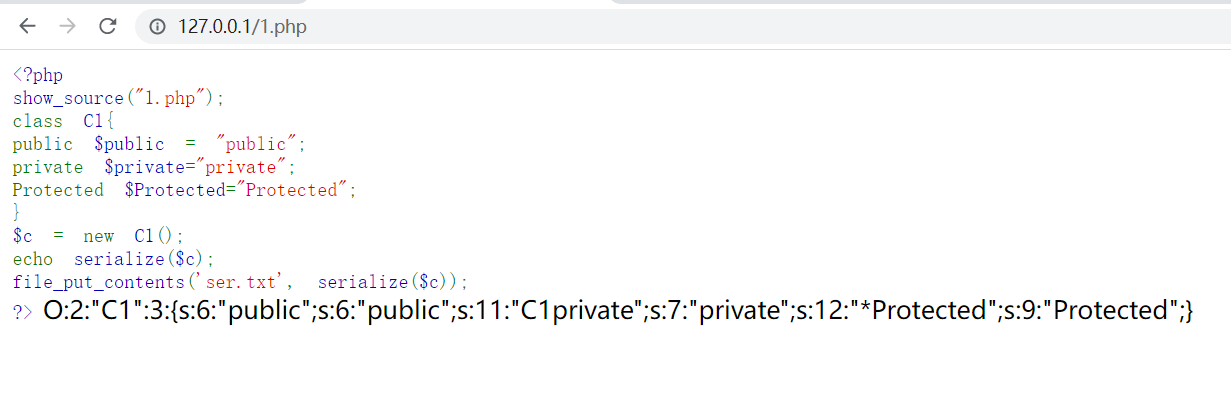 127.0.0.1/1.php
<?php
show_source("1.php");
class C1{
public $public = "public";
private $private="private";
Protected $Protected="Protected";
}
$c = new C1();
echo serialize($c);
file_put_contents('ser.txt', serialize($c));
?> O:2:"C1":3:{s:6:"public";s:6:"public";s:11:"C1private";s:7:"private";s:12:"*Protected";s:9:"Protected";}